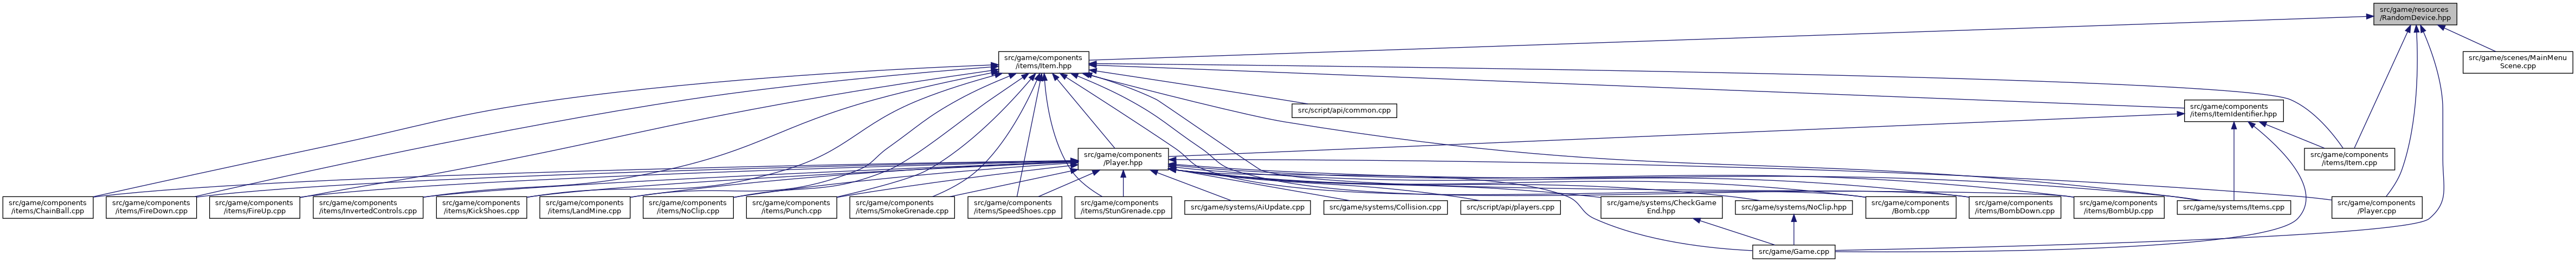 src/game/resources
/RandomDevice.hpp
src/game/components
/items/Item.hpp
src/game/scenes/MainMenu
Scene.cpp
src/script/api/common.cpp
src/game/components
/items/ItemIdentifier.hpp
src/game/components
/Player.hpp
src/game/components
/items/Item.cpp
src/game/components
/items/ChainBall.cpp
src/game/components
/items/FireDown.cpp
src/game/components
/items/FireUp.cpp
src/game/components
/items/InvertedControls.cpp
src/game/components
/items/KickShoes.cpp
src/game/components
/items/LandMine.cpp
src/game/components
/items/NoClip.cpp
src/game/components
/items/Punch.cpp
src/game/components
/items/SmokeGrenade.cpp
src/game/components
/items/SpeedShoes.cpp
src/game/components
/items/StunGrenade.cpp
src/game/systems/AiUpdate.cpp
src/game/systems/Collision.cpp
src/script/api/players.cpp
src/game/systems/CheckGame
End.hpp
src/game/systems/NoClip.hpp
src/game/components
/Bomb.cpp
src/game/components
/items/BombDown.cpp
src/game/components
/items/BombUp.cpp
src/game/systems/Items.cpp
src/game/components
/Player.cpp
src/game/Game.cpp